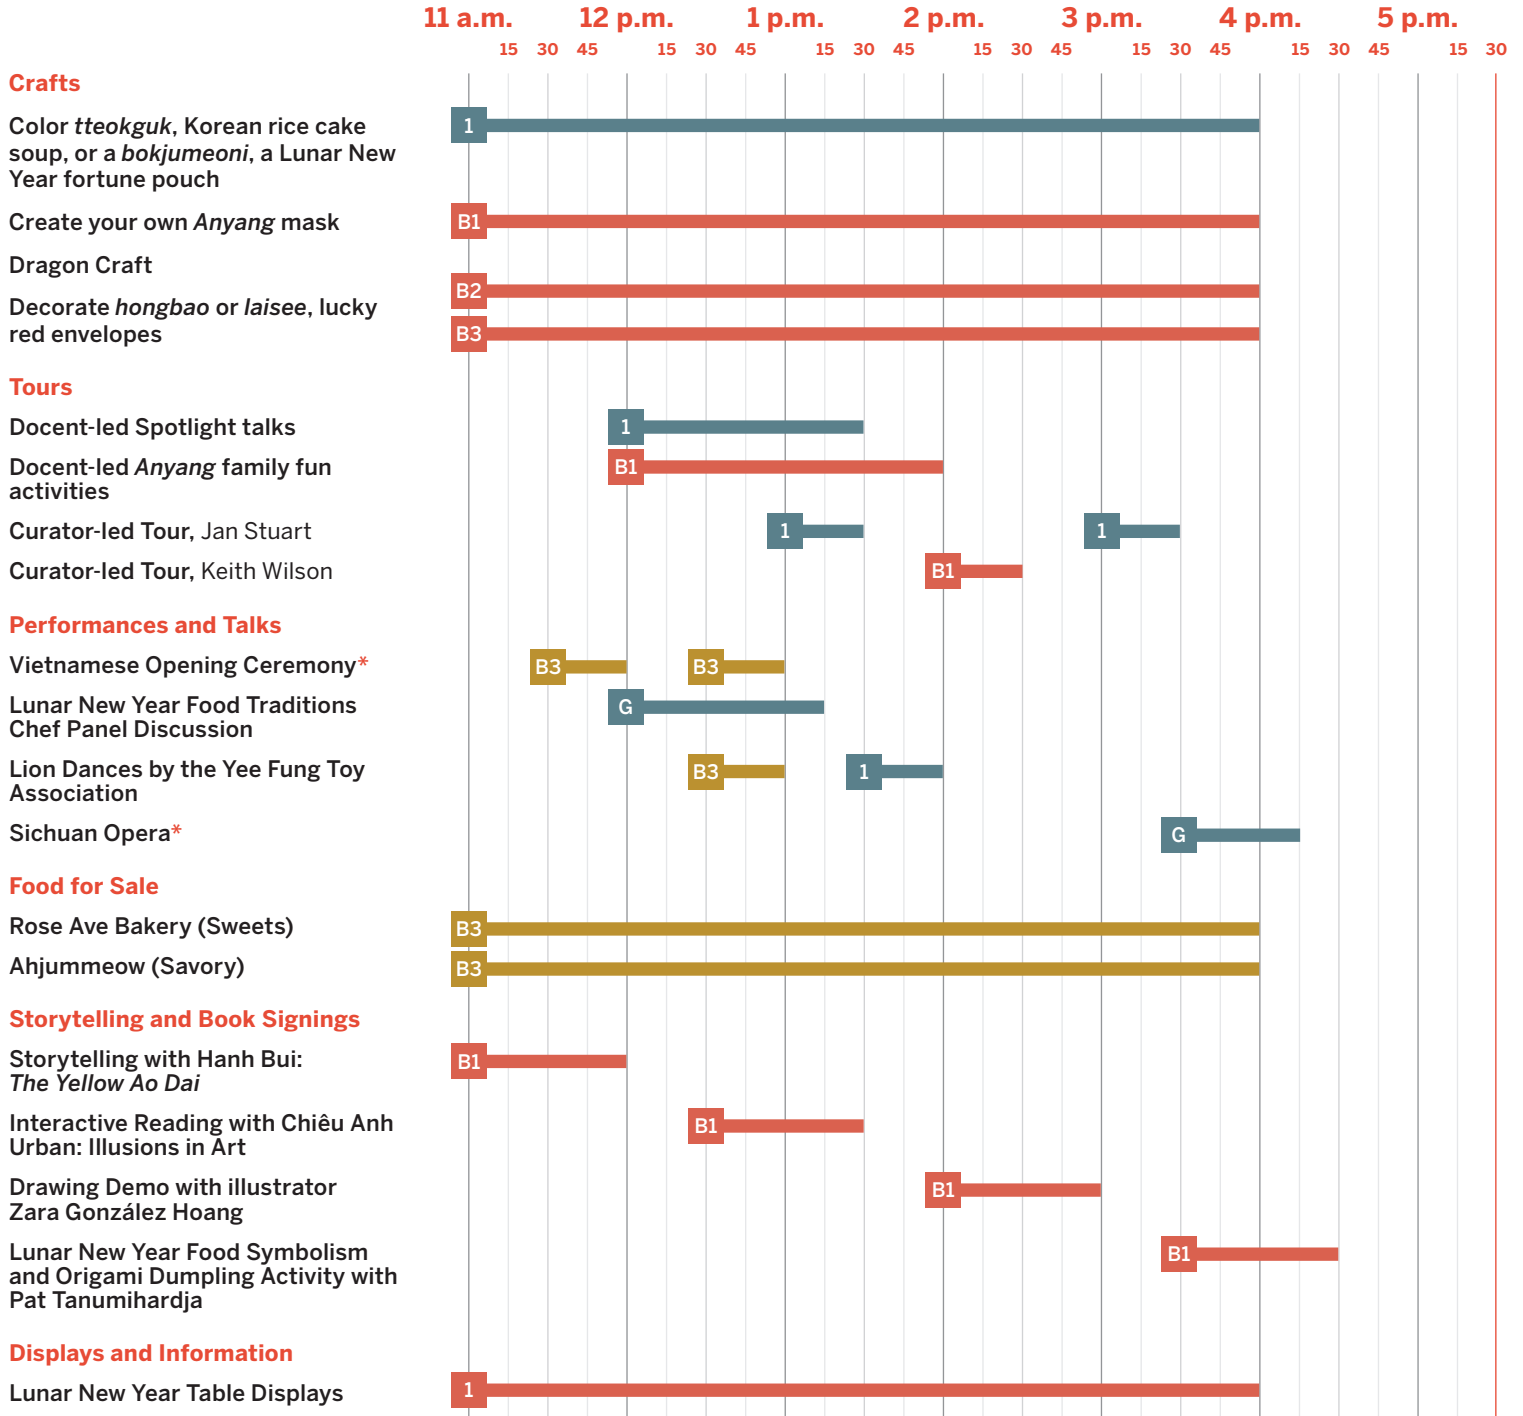 11 a.m. 12 p.m. 1 p.m. 2 p.m. 3 p.m. 4 p.m. 5 p.m.
15 30 45 15 30 45 15 30 45 15 30 45 15 30 45 15 30 45 15 30
Crafts
Color tteokguk, Korean rice cake
soup, or a bokjumeoni, a Lunar New
Year fortune pouch
1
Create your own Anyang mask
B1
Dragon Craft
B2
Decorate hongbao or laisee, lucky
red envelopes
B3
Tours
Docent-led Spotlight talks
1
Docent-led Anyang family fun
activities
B1
Curator-led Tour, Jan Stuart
1 1
Curator-led Tour, Keith Wilson
B1
Performances and Talks
Vietnamese Opening Ceremony*
B3 B3
Lunar New Year Food Traditions
Chef Panel Discussion
G
Lion Dances by the Yee Fung Toy
Association
B3 1
Sichuan Opera*
G
Food for Sale
Rose Ave Bakery (Sweets)
B3
Ahjummeow (Savory)
B3
Storytelling and Book Signings
Storytelling with Hanh Bui:
The Yellow Ao Dai
B1
Interactive Reading with Chiêu Anh
Urban: Illusions in Art
B1
Drawing Demo with illustrator
Zara González Hoang
B1
Lunar New Year Food Symbolism
and Origami Dumpling Activity with
Pat Tanumihardja
B1
Displays and Information
Lunar New Year Table Displays
1